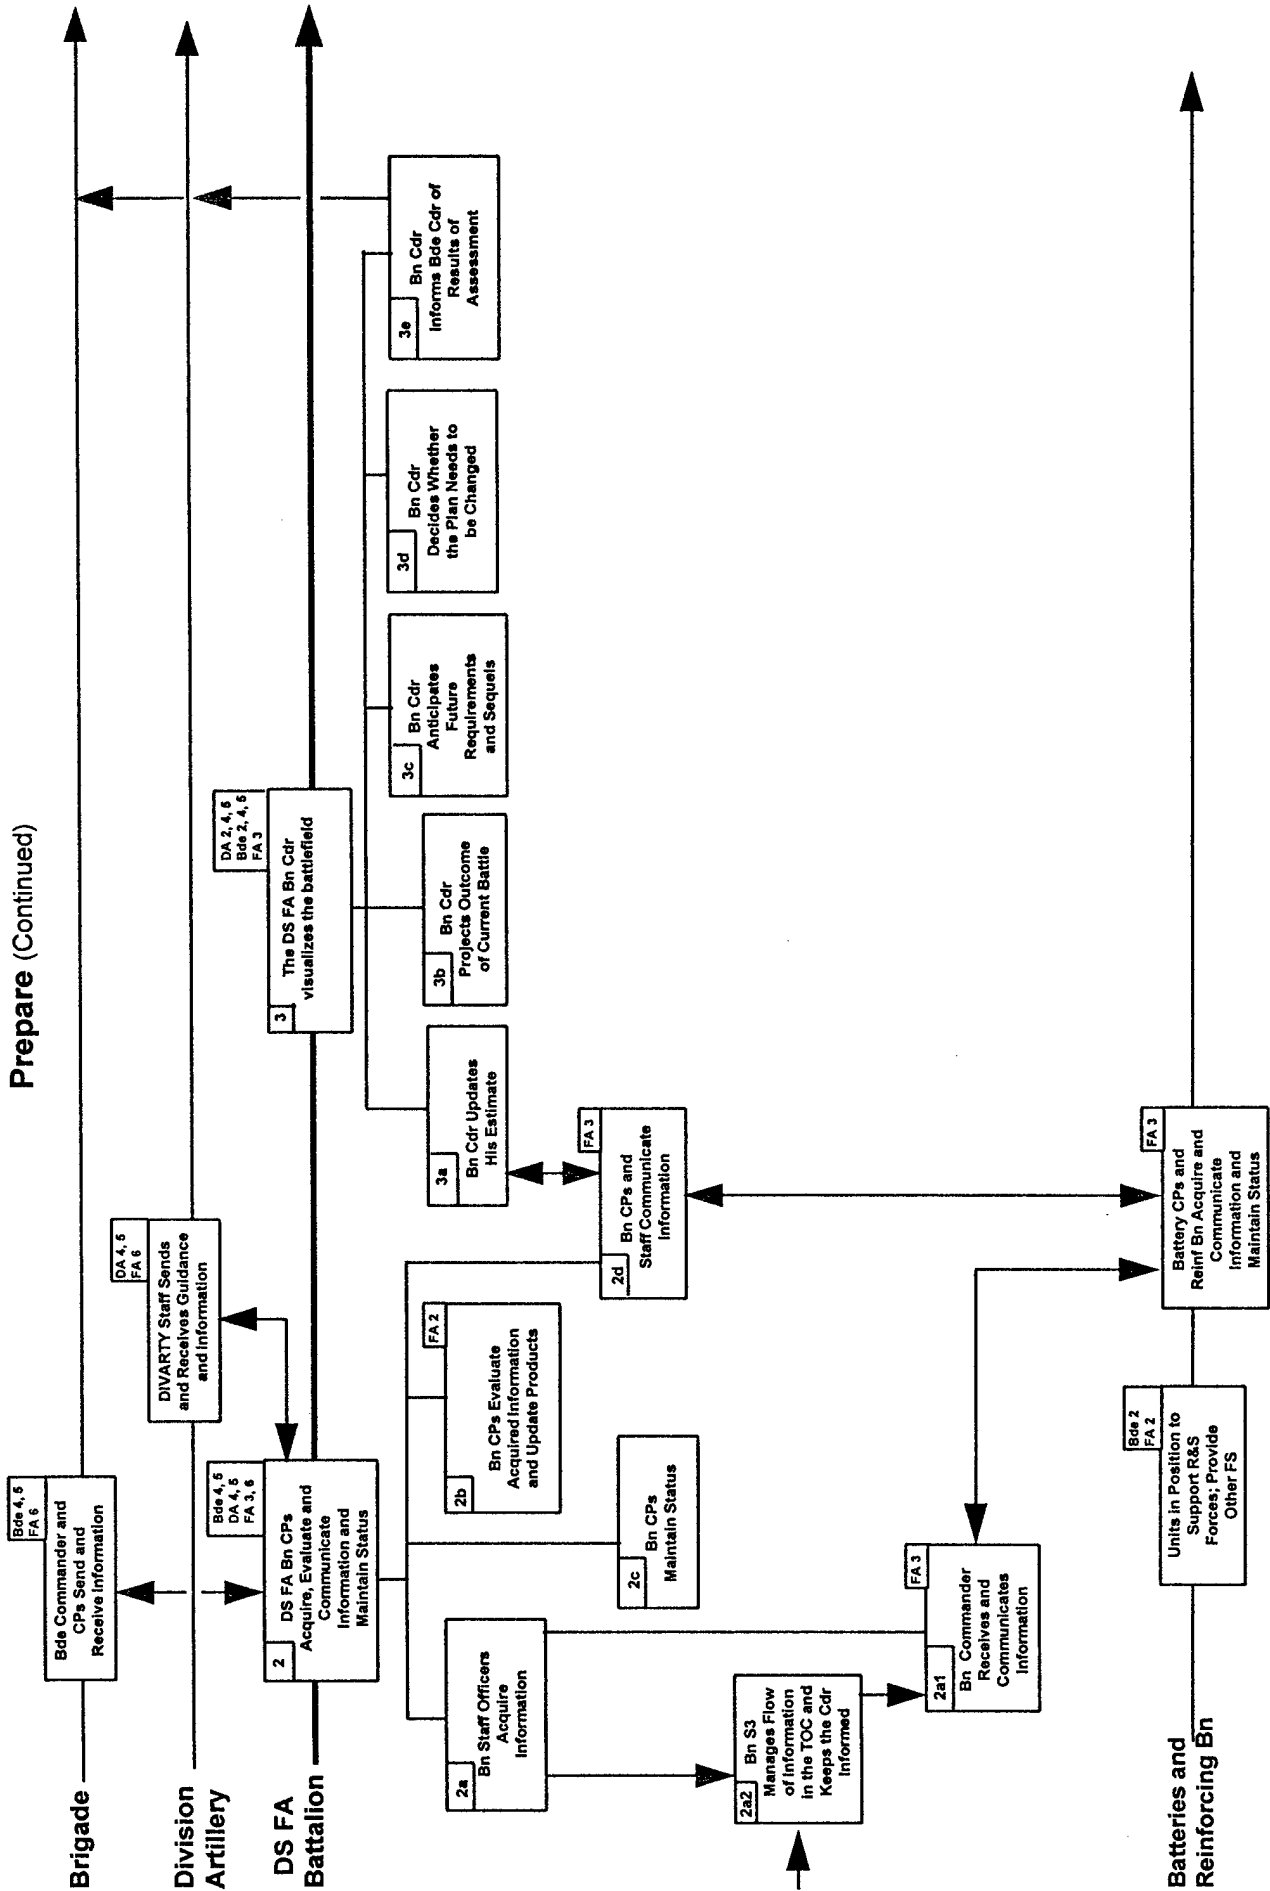 Prepare (Continued)
Brigade
Bde 4, 5
FA 6
Bde Commander and
CPs Send and
Receive Information
Division
Artillery
DA 4, 5
FA 6
DIVARTY Staff Sends
and Receives Guidance
and Information
DS FA
Battalion
Bde 4, 5
DA 4, 5
FA 3, 6
2
DS FA Bn CPs
Acquire, Evaluate and
Communicate
Information and
Maintain Status
DA 2, 4, 5
Bde 2, 4, 5
FA 3
3
The DS FA Bn Cdr
visualizes the battlefield
2a
Bn Staff Officers
Acquire
Information
FA 2
2b
Bn CPs Evaluate
Acquired Information
and Update Products
2c
Bn CPs
Maintain Status
FA 3
2d
Bn CPs and
Staff Communicate
Information
3a
Bn Cdr Updates
His Estimate
3b
Bn Cdr
Projects Outcome
of Current Battle
3c
Bn Cdr
Anticipates
Future
Requirements
and Sequels
3d
Bn Cdr
Decides Whether
the Plan Needs to
be Changed
3e
Bn Cdr
Informs Bde Cdr of
Results of
Assessment
2a2
Bn S3
Manages Flow
of Information
in the TOC and
Keeps the Cdr
Informed
FA 3
2a1
Bn Commander
Receives and
Communicates
Information
Batteries and
Reinforcing Bn
Bde 2
FA 2
Units in Position to
Support R&S
Forces; Provide
Other FS
FA 3
Battery CPs and
Reinf Bn Acquire and
Communicate
Information and
Maintain Status